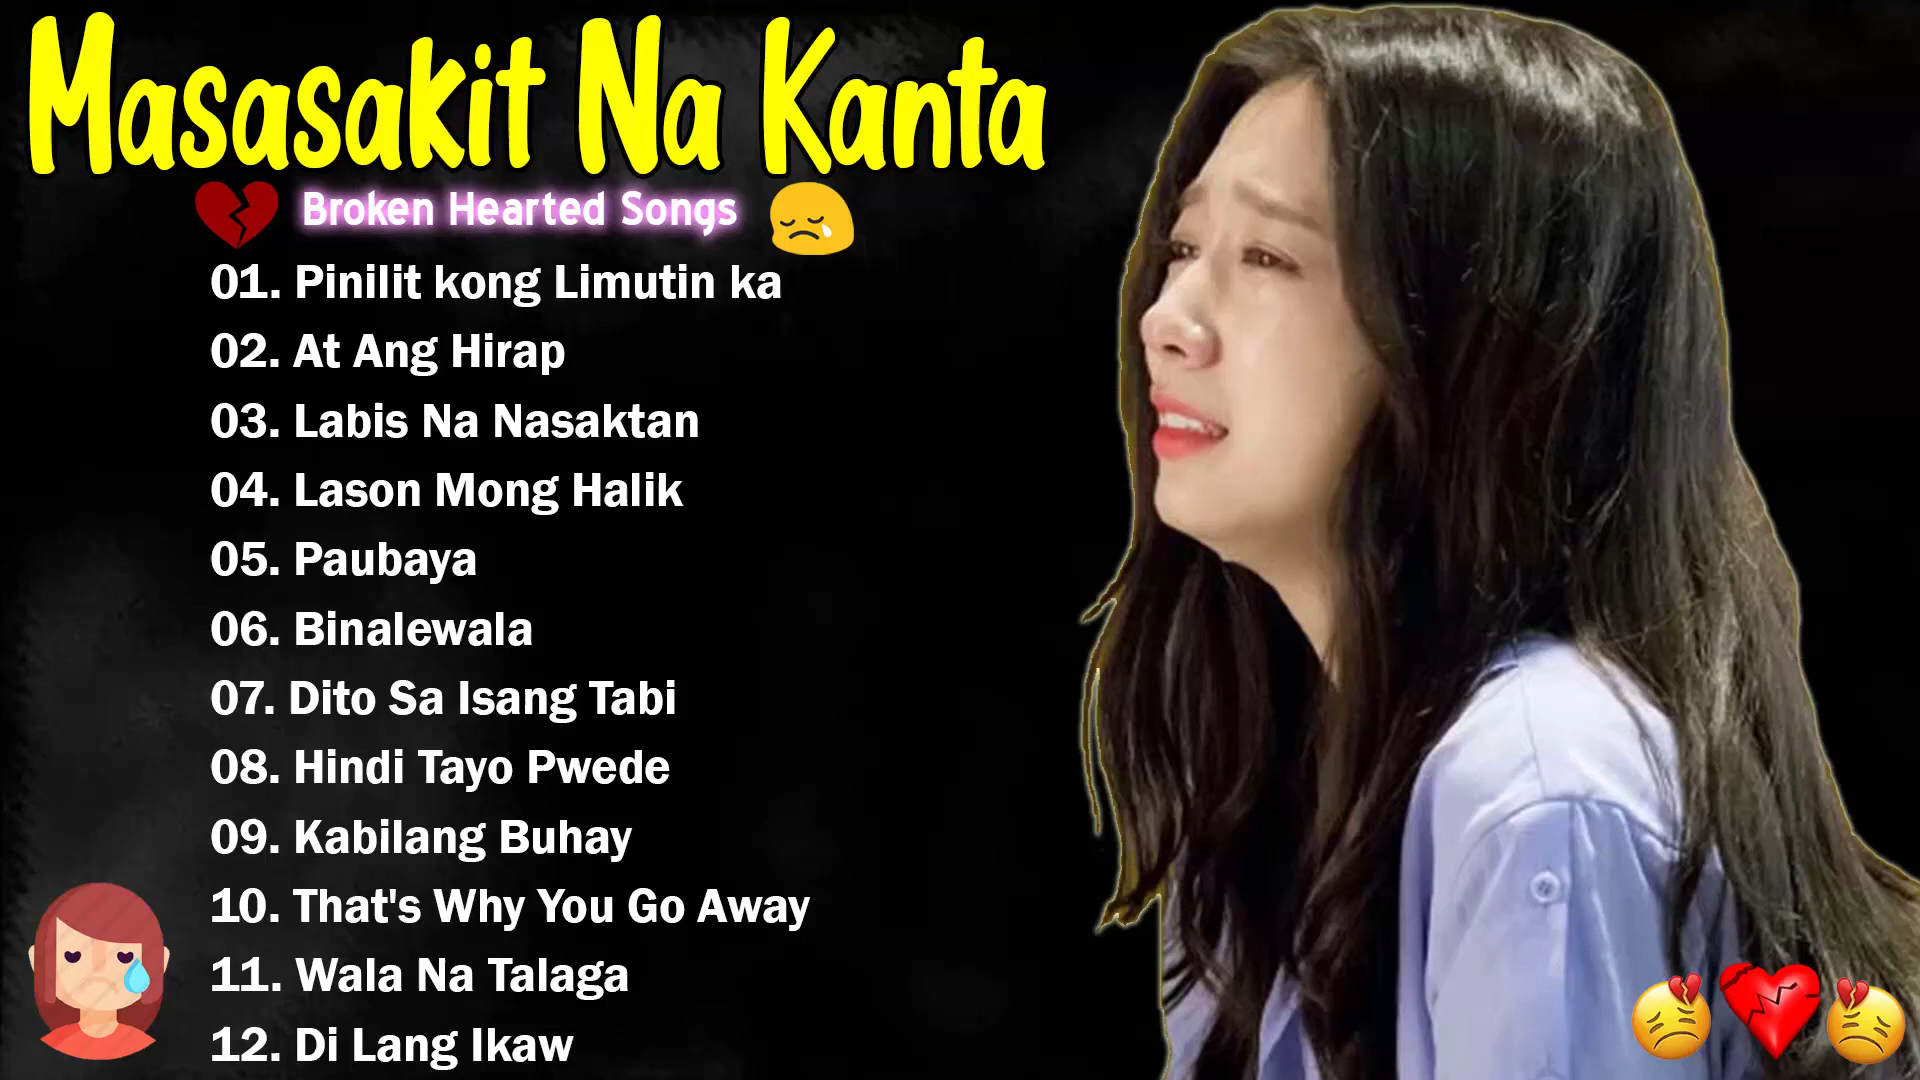 Masasakit Na Kanta
Broken Hearted Songs
01. Pinilit kong Limutin ka
02. At Ang Hirap
03. Labis Na Nasaktan
04. Lason Mong Halik
05. Paubaya
06. Binalewala
07. Dito Sa Isang Tabi
08. Hindi Tayo Pwede
09. Kabilang Buhay
10. That's Why You Go Away
11. Wala Na Talaga
12. Di Lang Ikaw